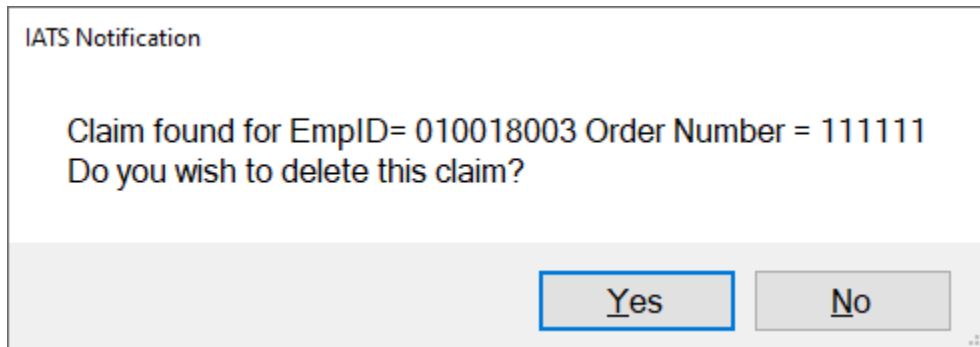 IATS Notification
Claim found for EmpID= 010018003 Order Number = 111111
Do you wish to delete this claim?
Yes
No